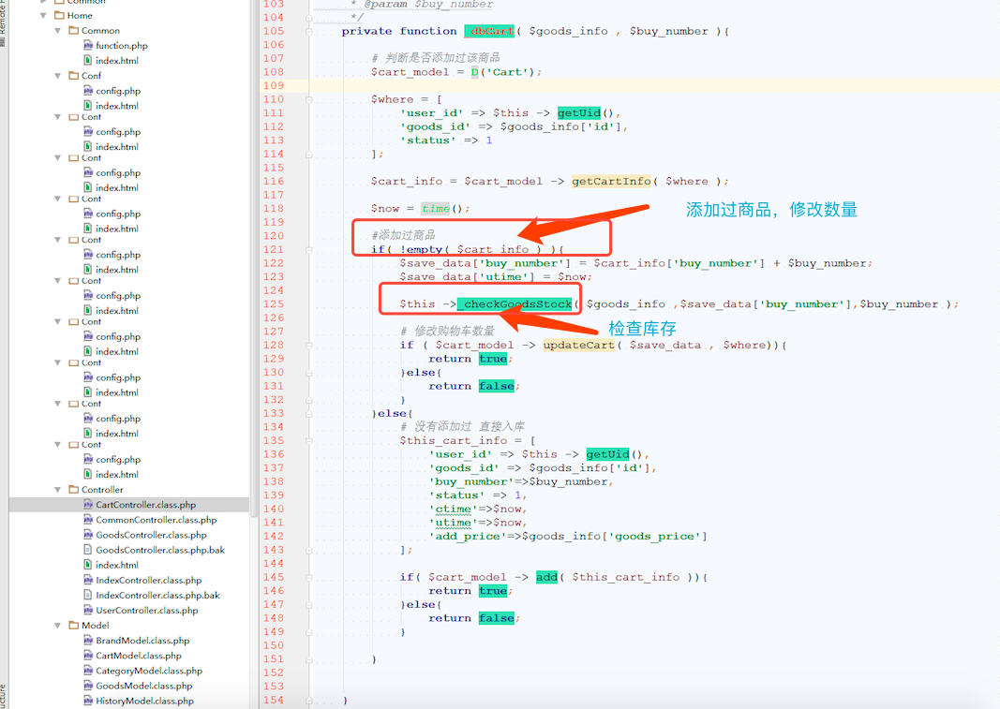 Common
Home
Common
function.php
index.html
Conf
config.php
index.html
Conf
config.php
index.html
Conf
config.php
index.html
Conf
config.php
index.html
Conf
config.php
index.html
Conf
config.php
index.html
Conf
config.php
index.html
Conf
config.php
index.html
Conf
config.php
index.html
Conf
config.php
index.html
Controller
CartController.class.php
CommonController.class.php
GoodsController.class.php
GoodsController.class.php.bak
index.html
IndexController.class.php
IndexController.class.php.bak
UserController.class.php
Model
BrandModel.class.php
CartModel.class.php
CategoryModel.class.php
GoodsModel.class.php
HistoryModel.class.php
103 * @param $buy_number
104 */
105 private function _dbCart( $goods_info , $buy_number ){
106
107 # 判断是否添加过该商品
108 $cart_model = D('Cart');
109
110 $where = [
111 'user_id' => $this -> getUid(),
112 'goods_id' => $goods_info['id'],
113 'status' => 1
114 ];
115
116 $cart_info = $cart_model -> getCartInfo( $where );
117
118 $now = time();
119
120 #添加过商品
121 if( !empty( $cart_info ) ){
122 $save_data['buy_number'] = $cart_info['buy_number'] + $buy_number;
123 $save_data['utime'] = $now;
124
125 $this ->_checkGoodsStock( $goods_info ,$save_data['buy_number'],$buy_number );
126
127 # 修改购物车数量
128 if ( $cart_model -> updateCart( $save_data , $where)){
129 return true;
130 }else{
131 return false;
132 }
133 }else{
134 # 没有添加过 直接入库
135 $this_cart_info = [
136 'user_id' => $this -> getUid(),
137 'goods_id' => $goods_info['id'],
138 'buy_number'=>$buy_number,
139 'status' => 1,
140 'ctime'=>$now,
141 'utime'=>$now,
142 'add_price'=>$goods_info['goods_price']
143 ];
144
145 if( $cart_model -> add( $this_cart_info )){
146 return true;
147 }else{
148 return false;
149 }
150
151 }
152
153
154 }
添加过商品，修改数量
检查库存